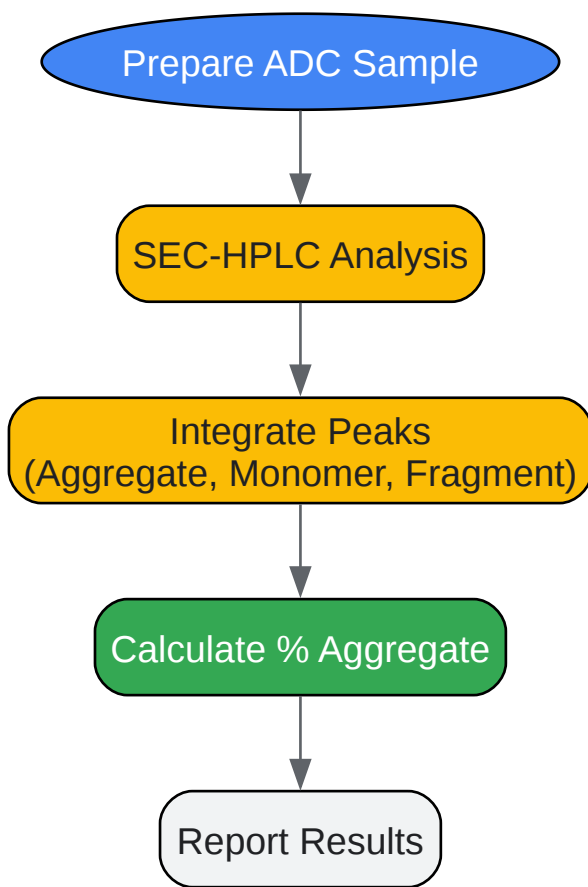 Prepare ADC Sample
SEC-HPLC Analysis
Integrate Peaks
(Aggregate, Monomer, Fragment)
Calculate % Aggregate
Report Results